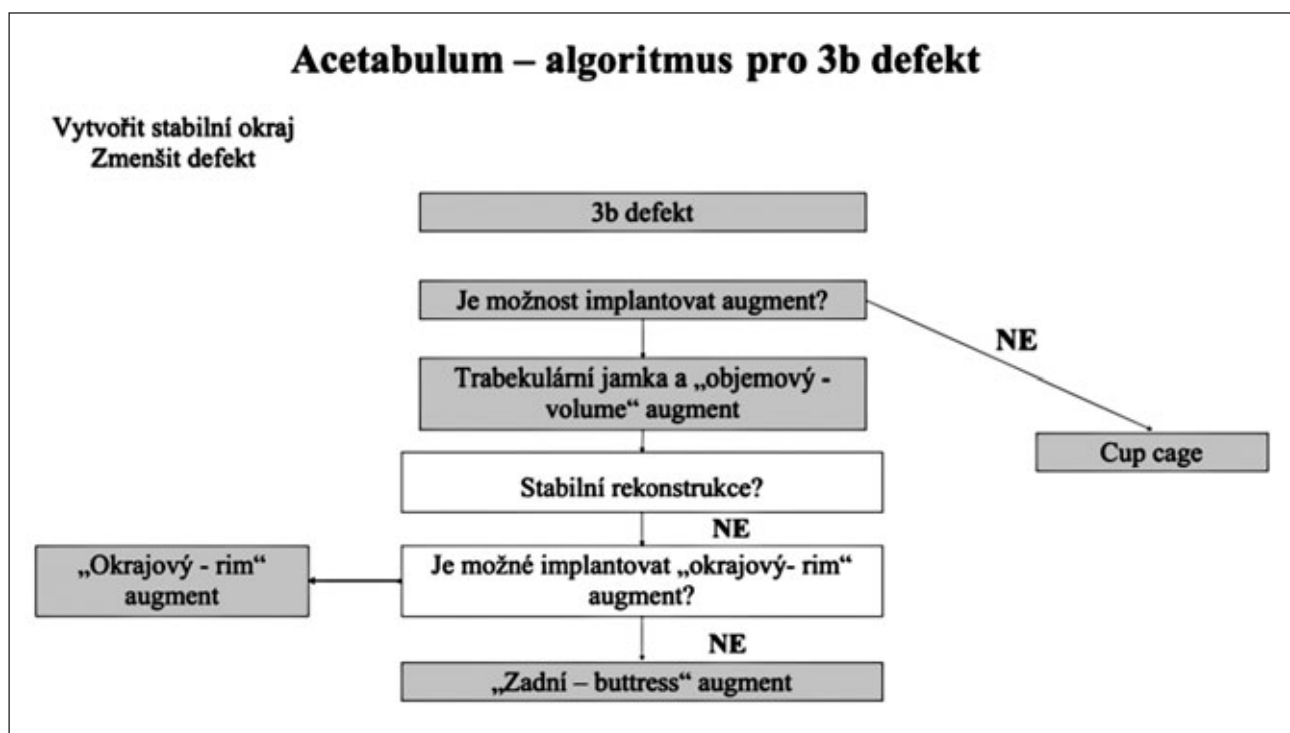 Acetabulum – algoritmus pro 3b defekt
Vytvořit stabilní okraj
Zmenšit defekt
3b defekt
Je možnost implantovat augment?
NE
Trabekulární jamka a „objemový -
volume“ augment
Cup cage
Stabilní rekonstrukce?
NE
„Okrajový - rim“
augment
Je možné implantovat „okrajový- rim“
augment?
NE
„Zadní – buttress“ augment